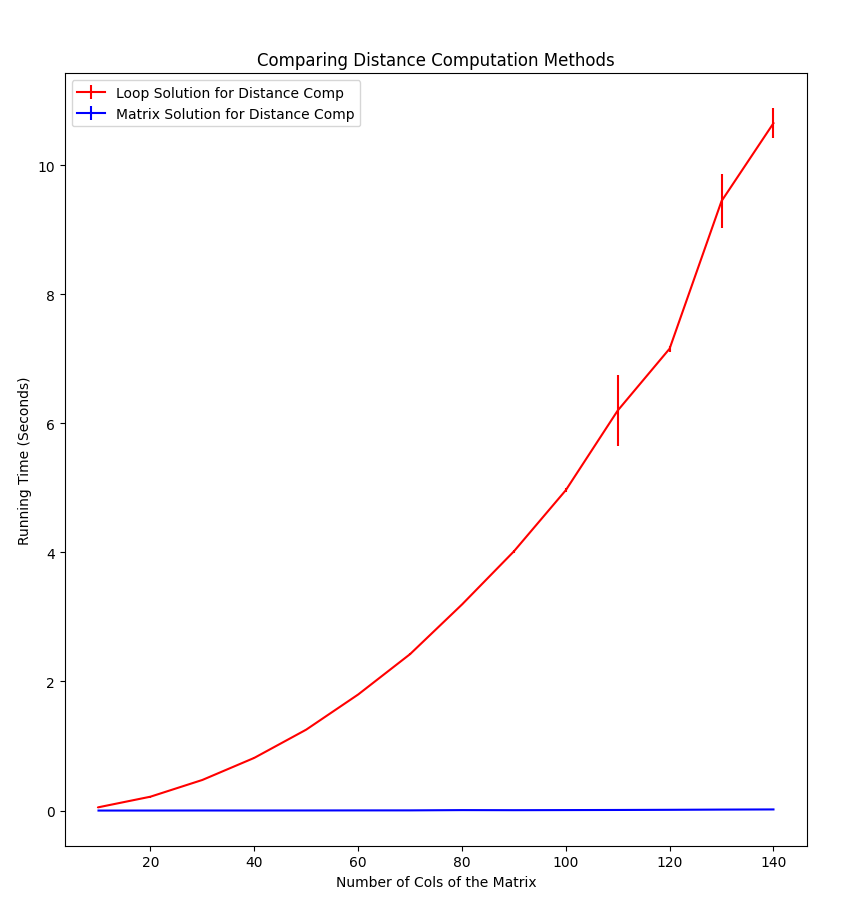 Comparing Distance Computation Methods
Loop Solution for Distance Comp
Matrix Solution for Distance Comp
Running Time (Seconds)
10
8
6
4
2
0
20 40 60 80 100 120 140
Number of Cols of the Matrix